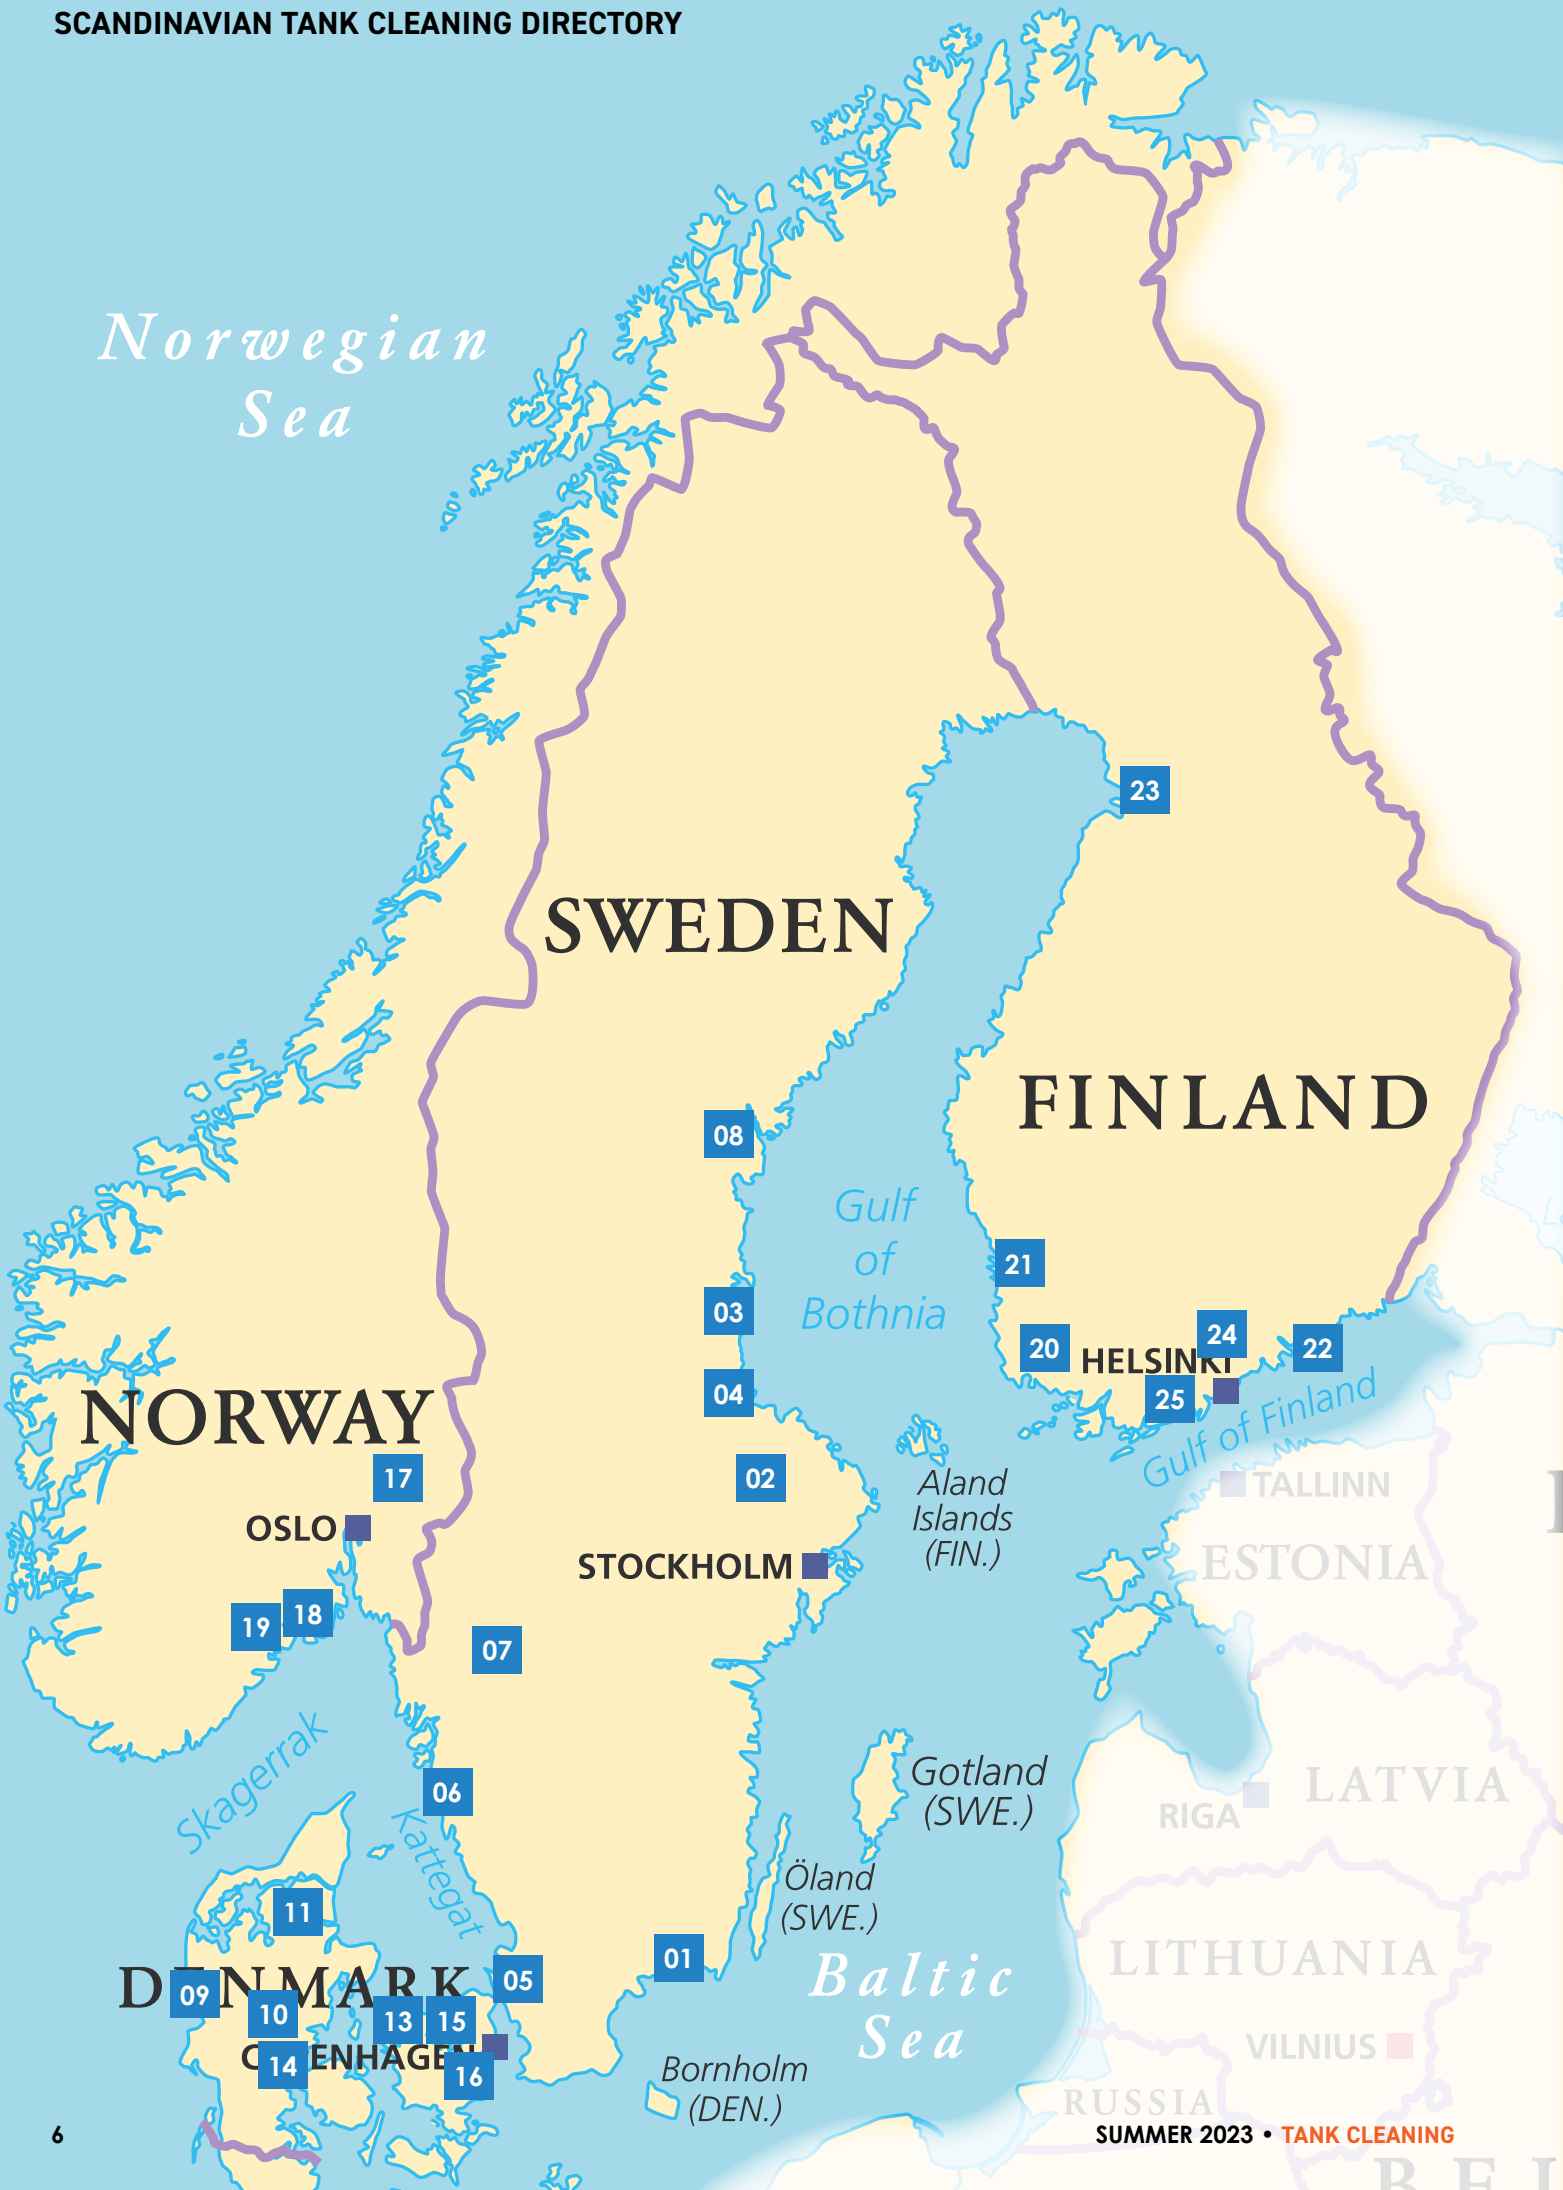 SCANDINAVIAN TANK CLEANING DIRECTORY
Norwegian
Sea
23
SWEDEN
FINLAND
08
Gulf
of
Bothnia
21
03
24
20
HELSINKI
22
04
25
Gulf of Finland
NORWAY
17
02
Aland
Islands
(FIN.)
TALLINN
OSLO
STOCKHOLM
ESTONIA
19
18
07
Skagerrak
06
Kattegat
Gotland
(SWE.)
LATVIA
RIGA
Öland
(SWE.)
11
01
LITHUANIA
Baltic
Sea
DENMARK
05
09
10
13
15
COPENHAGEN
14
16
VILNIUS
Bornholm
(DEN.)
RUSSIA
6
SUMMER 2023 • TANK CLEANING